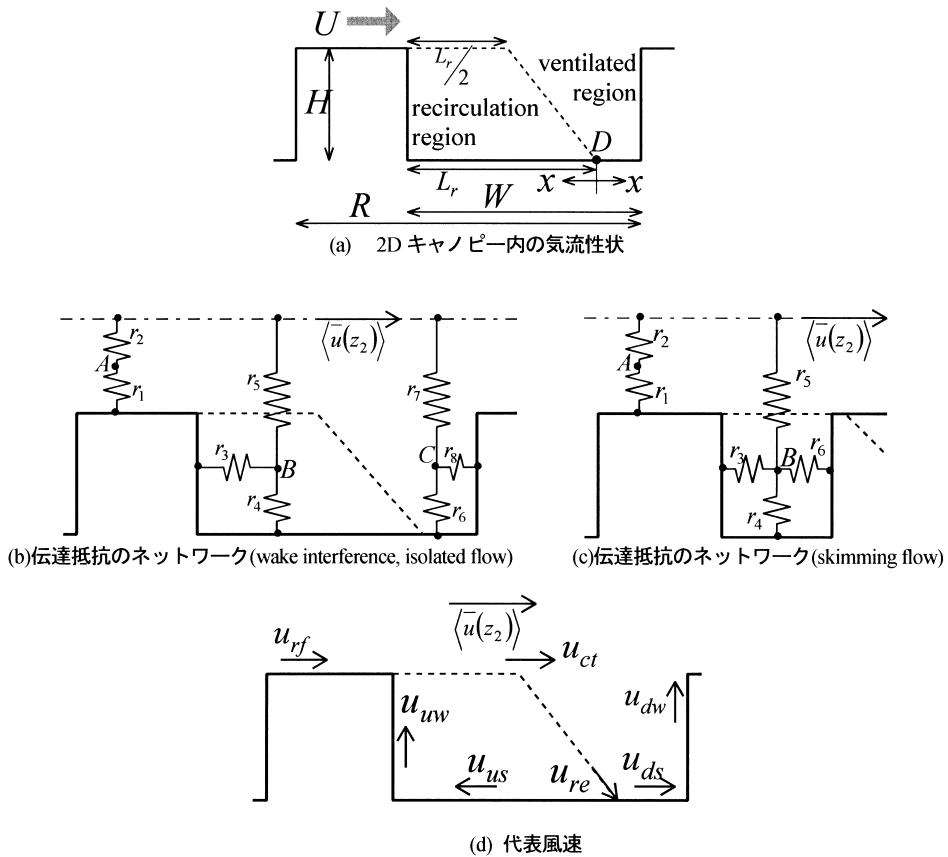 U
L_r/2
H
recirculation
region
ventilated
region
D
L_r
x
x
W
R
(a) 2D キャノピー内の気流性状
r_2
A
r_1
r_5
r_3
B
r_4
⟨u̅(z_2)⟩
r_7
C
r_8
r_6
(b)伝達抵抗のネットワーク(wake interference, isolated flow)
r_2
A
r_1
⟨u̅(z_2)⟩
r_5
r_3
B
r_6
r_4
(c)伝達抵抗のネットワーク(skimming flow)
⟨u̅(z_2)⟩
u_rf
u_ct
u_uw
u_dw
u_us
u_re
u_ds
(d) 代表風速